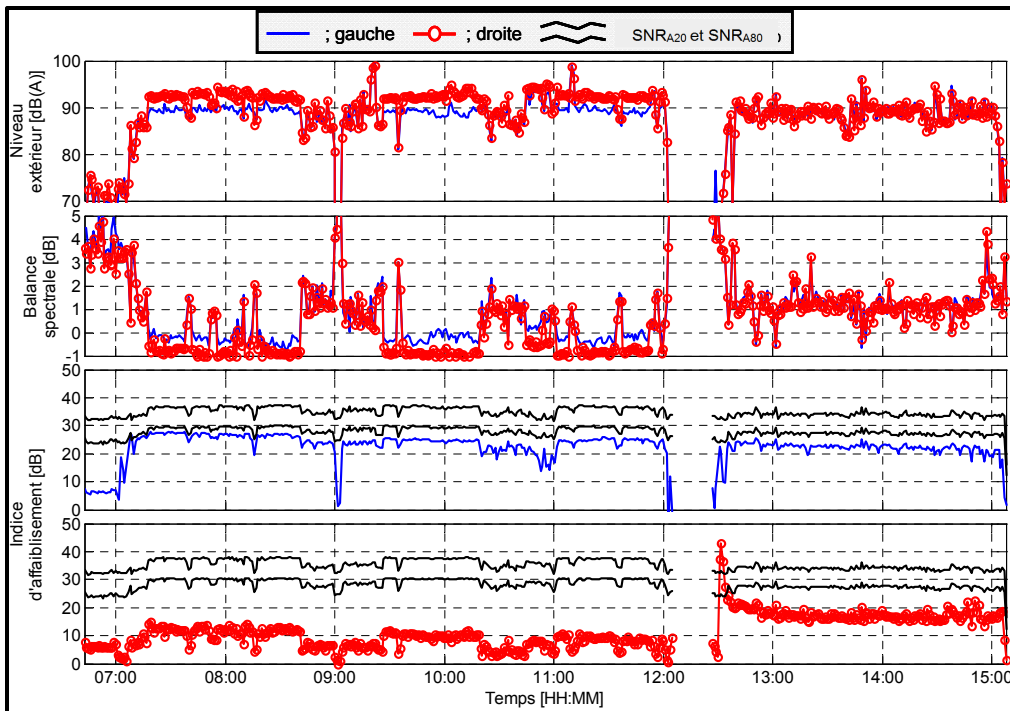 ; gauche ; droite SNRA20 et SNRA80
Niveau
extérieur [dB(A)]
100
90
80
70
Balance
spectrale [dB]
5
4
3
2
1
0
-1
Indice
d'affaiblisement [dB]
50
40
30
20
10
0
50
40
30
20
10
0
07:00 08:00 09:00 10:00 11:00 12:00 13:00 14:00 15:00
Temps [HH:MM]